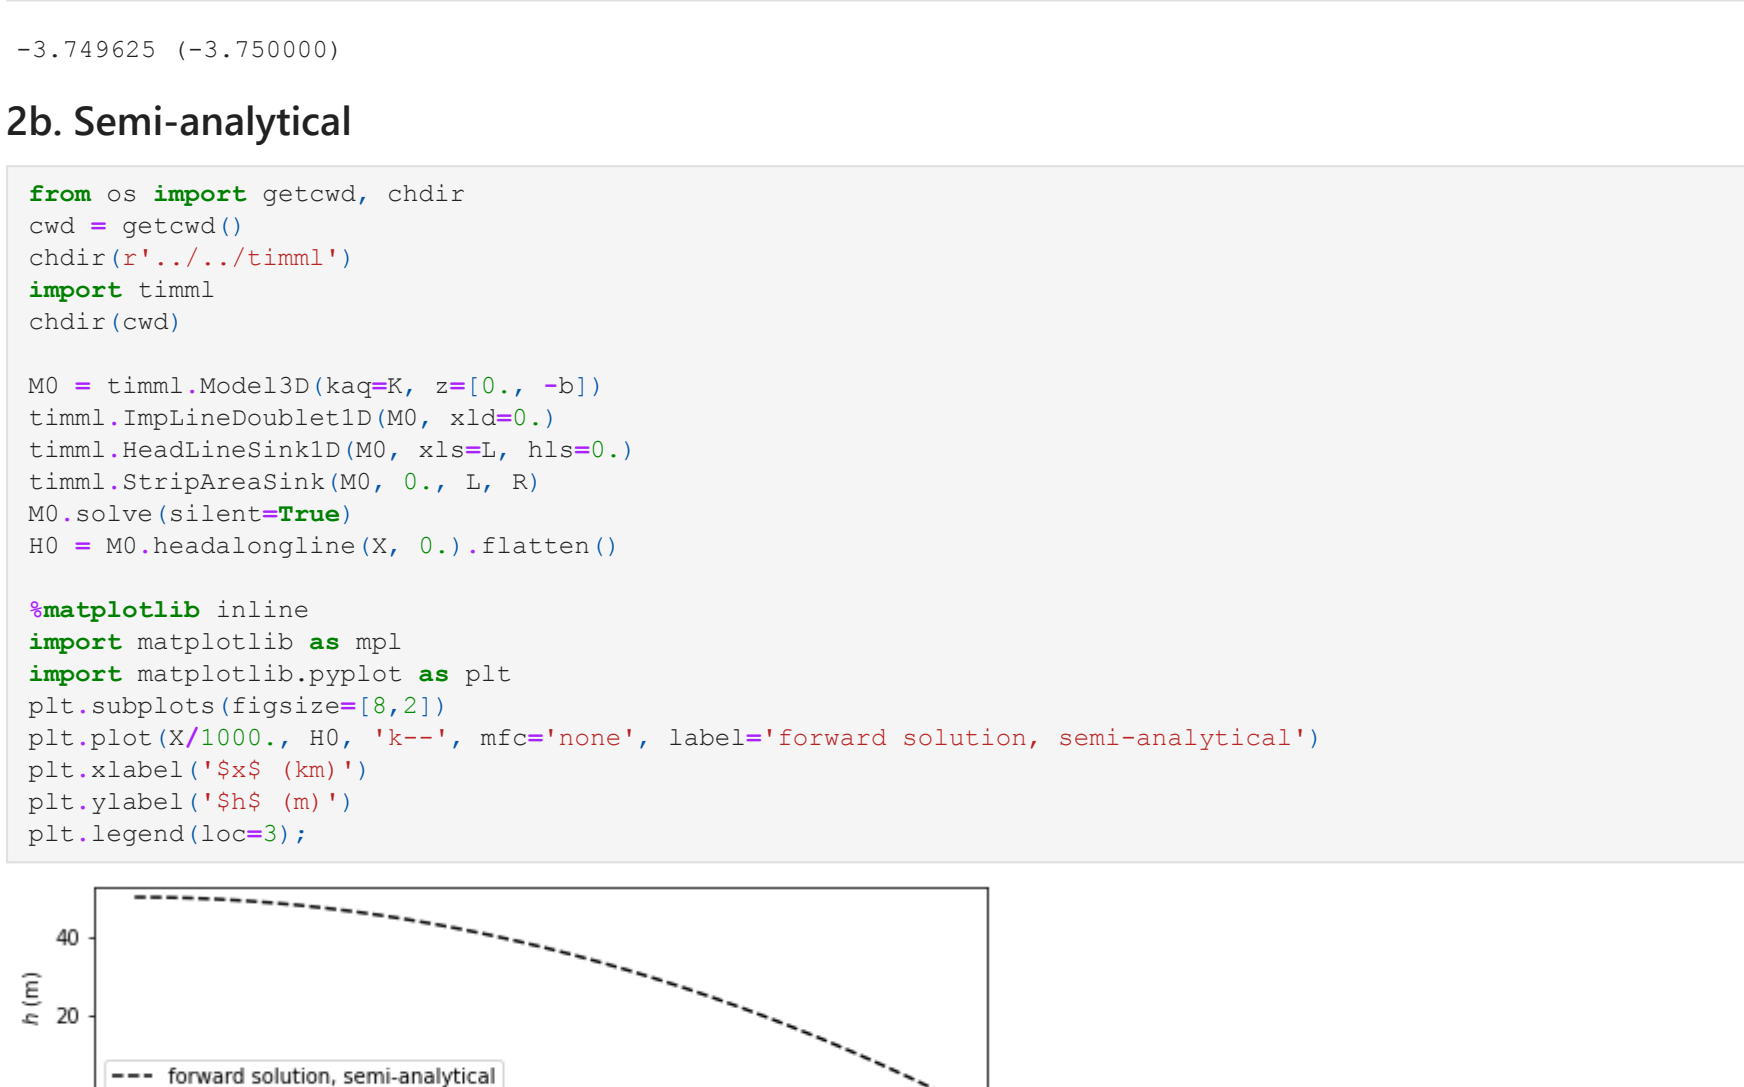 -3.749625 (-3.750000)
2b. Semi-analytical
from os import getcwd, chdir
cwd = getcwd()
chdir(r'../../timml')
import timml
chdir(cwd)
M0 = timml.Model3D(kaq=K, z=[0., -b])
timml.ImpLineDoublet1D(M0, xld=0.)
timml.HeadLineSink1D(M0, xls=L, hls=0.)
timml.StripAreaSink(M0, 0., L, R)
M0.solve(silent=True)
H0 = M0.headalongline(X, 0.).flatten()
%matplotlib inline
import matplotlib as mpl
import matplotlib.pyplot as plt
plt.subplots(figsize=[8,2])
plt.plot(X/1000., H0, 'k--', mfc='none', label='forward solution, semi-analytical')
plt.xlabel('$x$ (km)')
plt.ylabel('$h$ (m)')
plt.legend(loc=3);
40
h (m)
20
forward solution, semi-analytical